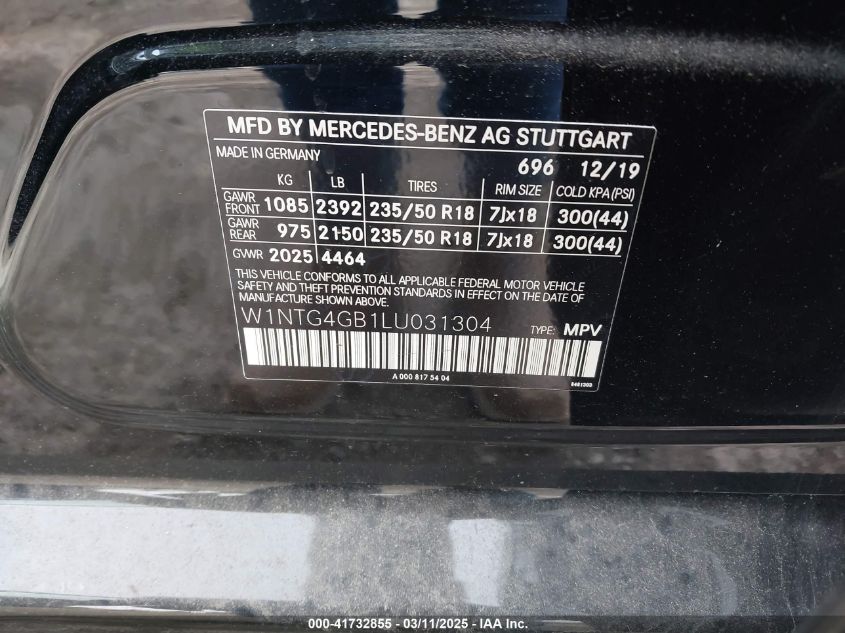 MFD BY MERCEDES-BENZ AG STUTTGART
MADE IN GERMANY 696 12/19
KG LB TIRES RIM SIZE COLD KPA (PSI)
GAWR FRONT 1085 2392 235/50 R18 7Jx18 300(44)
GAWR REAR 975 2150 235/50 R18 7Jx18 300(44)
GVWR 2025 4464
THIS VEHICLE CONFORMS TO ALL APPLICABLE FEDERAL MOTOR VEHICLE
SAFETY AND THEFT PREVENTION STANDARDS IN EFFECT ON THE DATE OF
MANUFACTURE SHOWN ABOVE.
W1NTG4GB1LU031304 TYPE: MPV
A 000 817 54 04
000-41732855 - 03/11/2025 - IAA Inc.